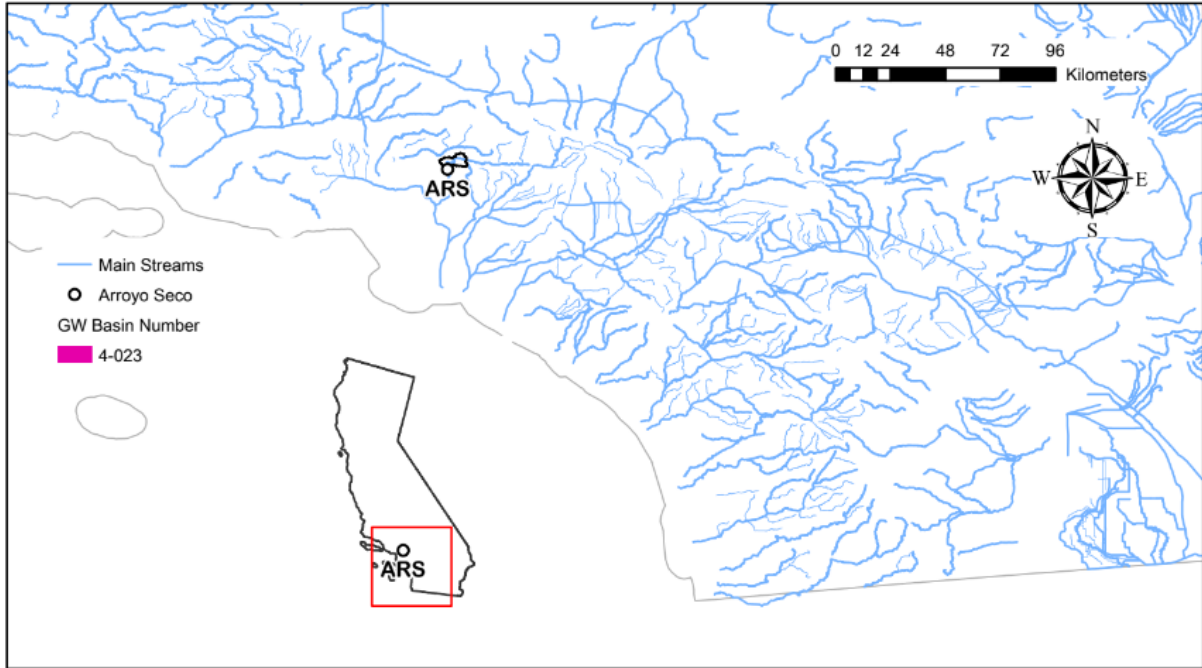 0 12 24 48 72 96
Kilometers
N
W E
S
ARS
Main Streams
Arroyo Seco
GW Basin Number
4-023
ARS